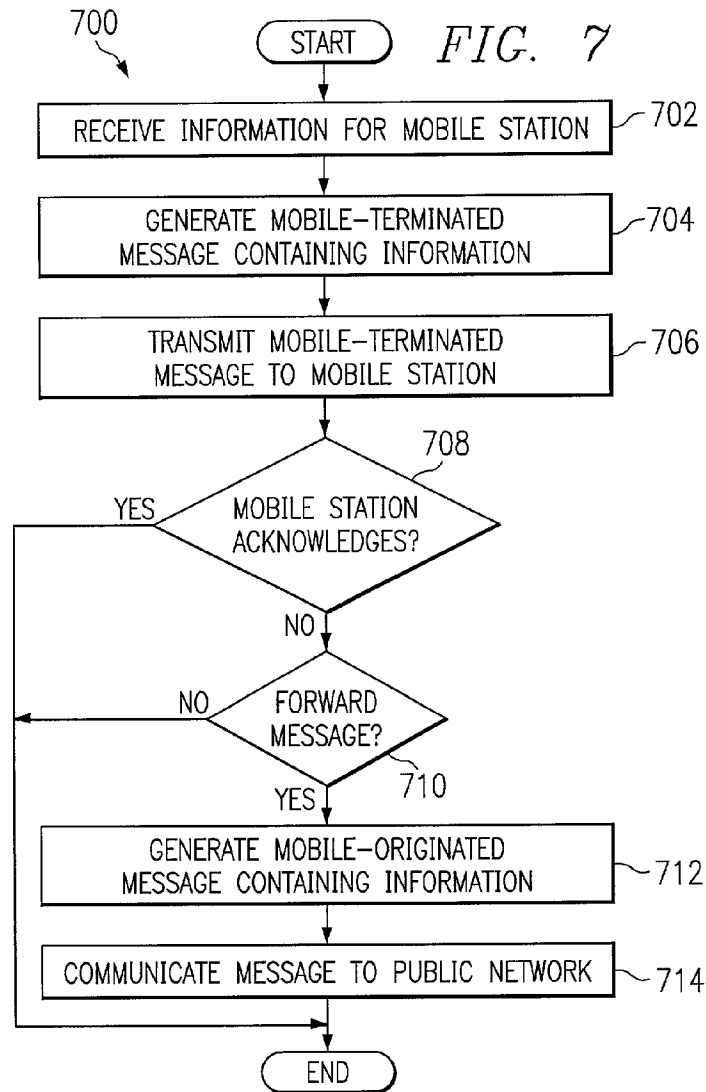 700
START
FIG. 7
RECEIVE INFORMATION FOR MOBILE STATION
702
GENERATE MOBILE-TERMINATED
MESSAGE CONTAINING INFORMATION
704
TRANSMIT MOBILE-TERMINATED
MESSAGE TO MOBILE STATION
706
708
YES
MOBILE STATION
ACKNOWLEDGES?
NO
NO
FORWARD
MESSAGE?
710
YES
GENERATE MOBILE-ORIGINATED
MESSAGE CONTAINING INFORMATION
712
COMMUNICATE MESSAGE TO PUBLIC NETWORK
714
END